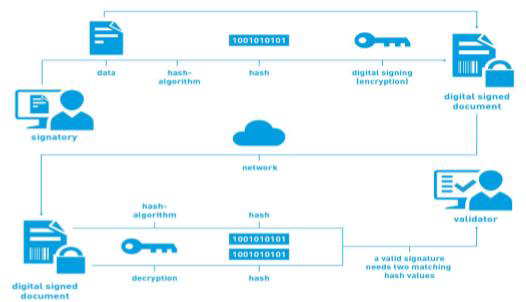 1001010101
data
hash-
algorithm
hash
digital signing
(encryption)
digital signed
document
signatory
network
validator
hash-
algorithm
hash
1001010101
1001010101
decryption
hash
a valid signature
needs two matching
hash values
digital signed
document